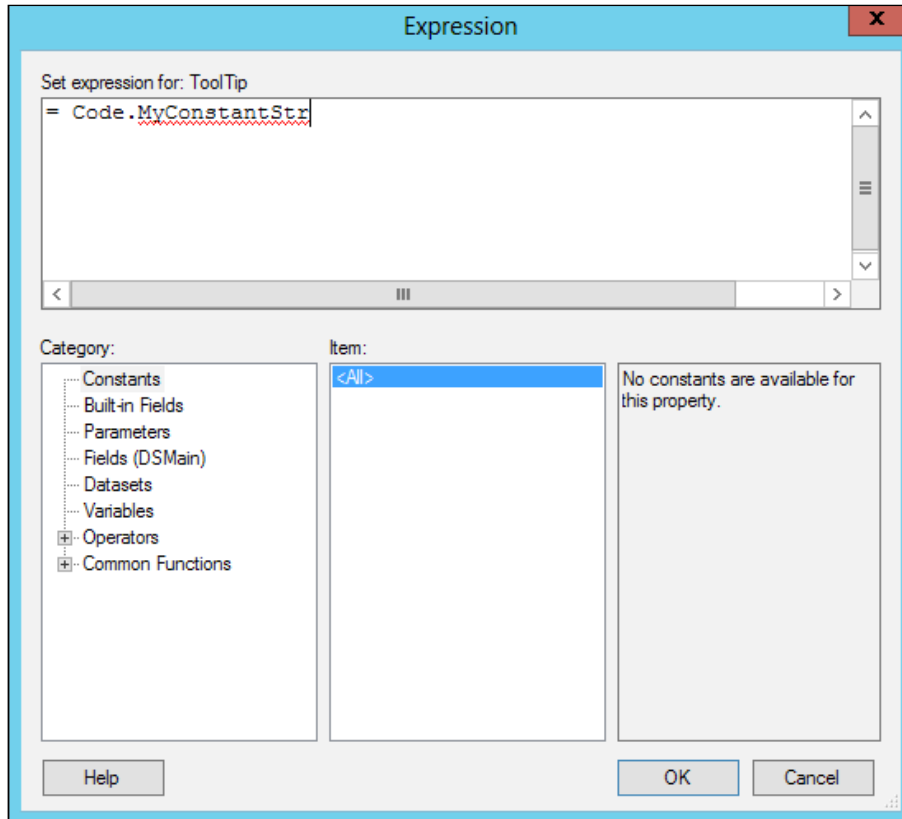 Expression
x
Set expression for: ToolTip
= Code.MyConstantStr
Category:
Item:
Constants
Built-in Fields
Parameters
Fields (DSMain)
Datasets
Variables
Operators
Common Functions
<All>
No constants are available for
this property.
Help
OK
Cancel